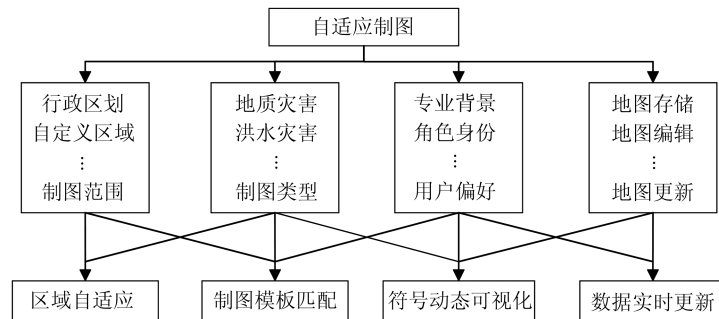 自适应制图
行政区划
自定义区域
⋮
制图范围
地质灾害
洪水灾害
⋮
制图类型
专业背景
角色身份
⋮
用户偏好
地图存储
地图编辑
⋮
地图更新
区域自适应
制图模板匹配
符号动态可视化
数据实时更新